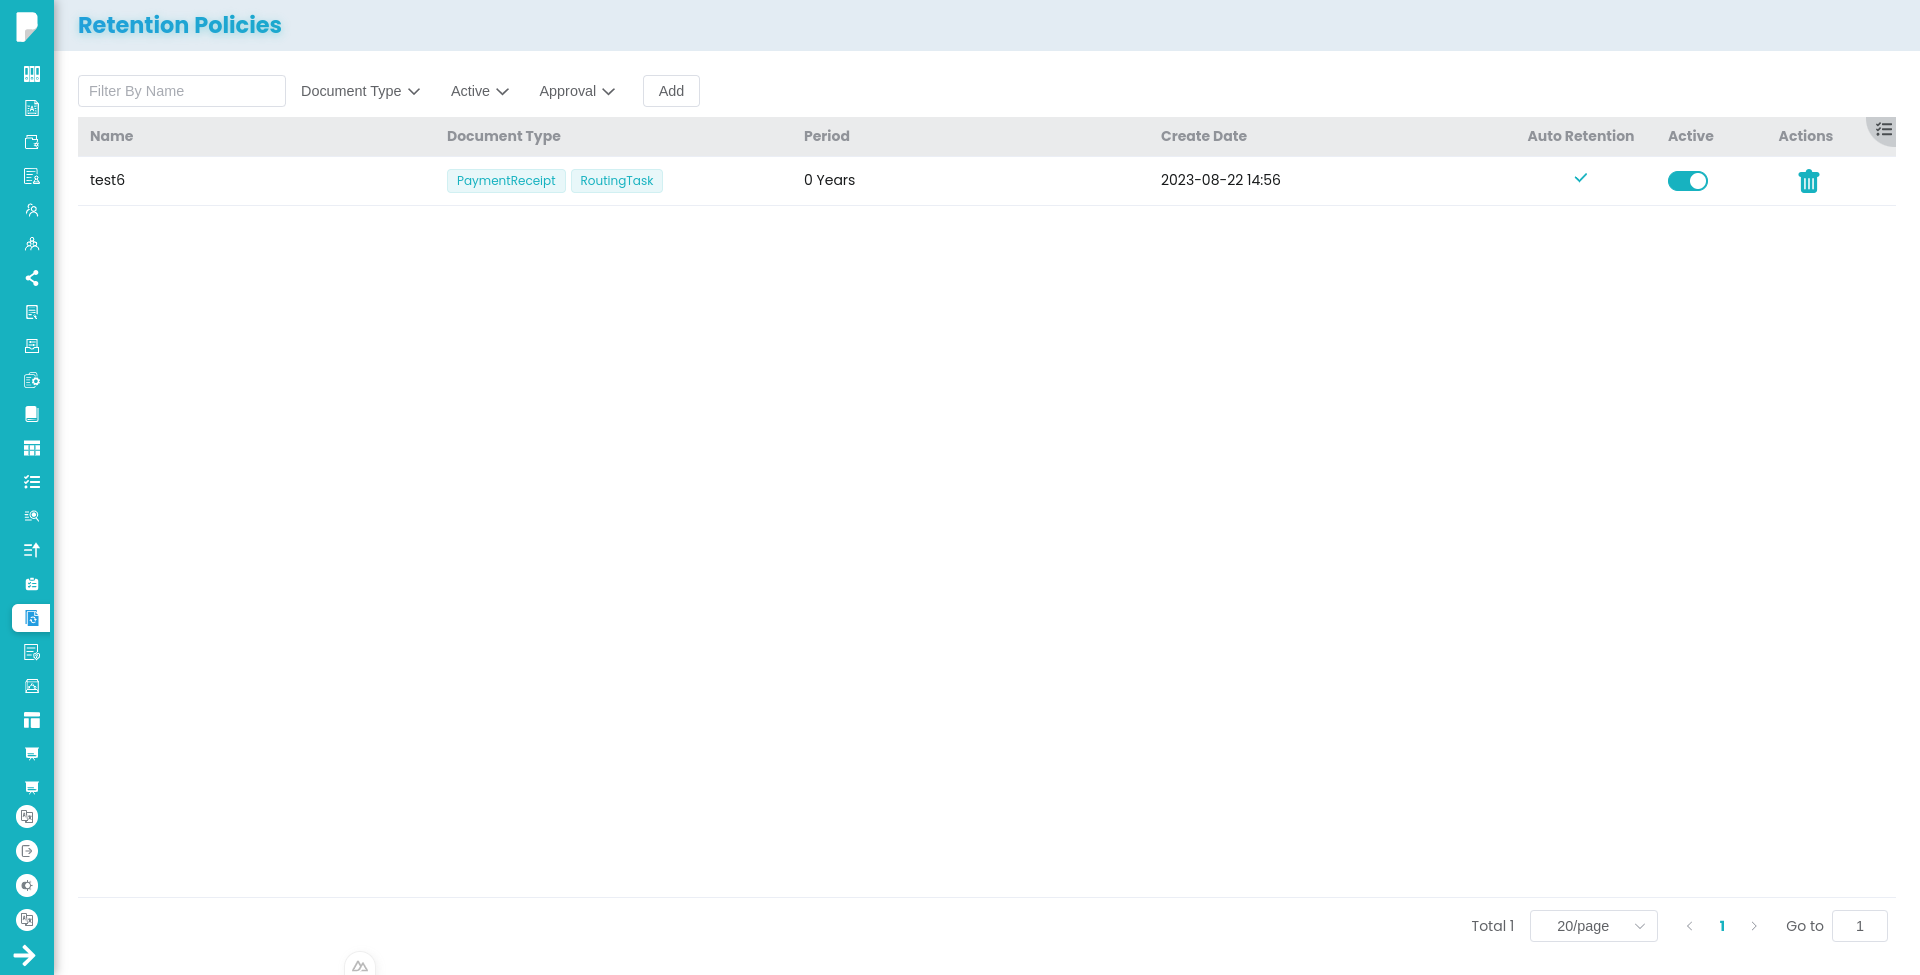 Retention Policies
Filter By Name Document Type Active Approval Add
Name Document Type Period Create Date Auto Retention Active Actions
test6 PaymentReceipt RoutingTask 0 Years 2023-08-22 14:56
Total 1 20/page 1 Go to 1